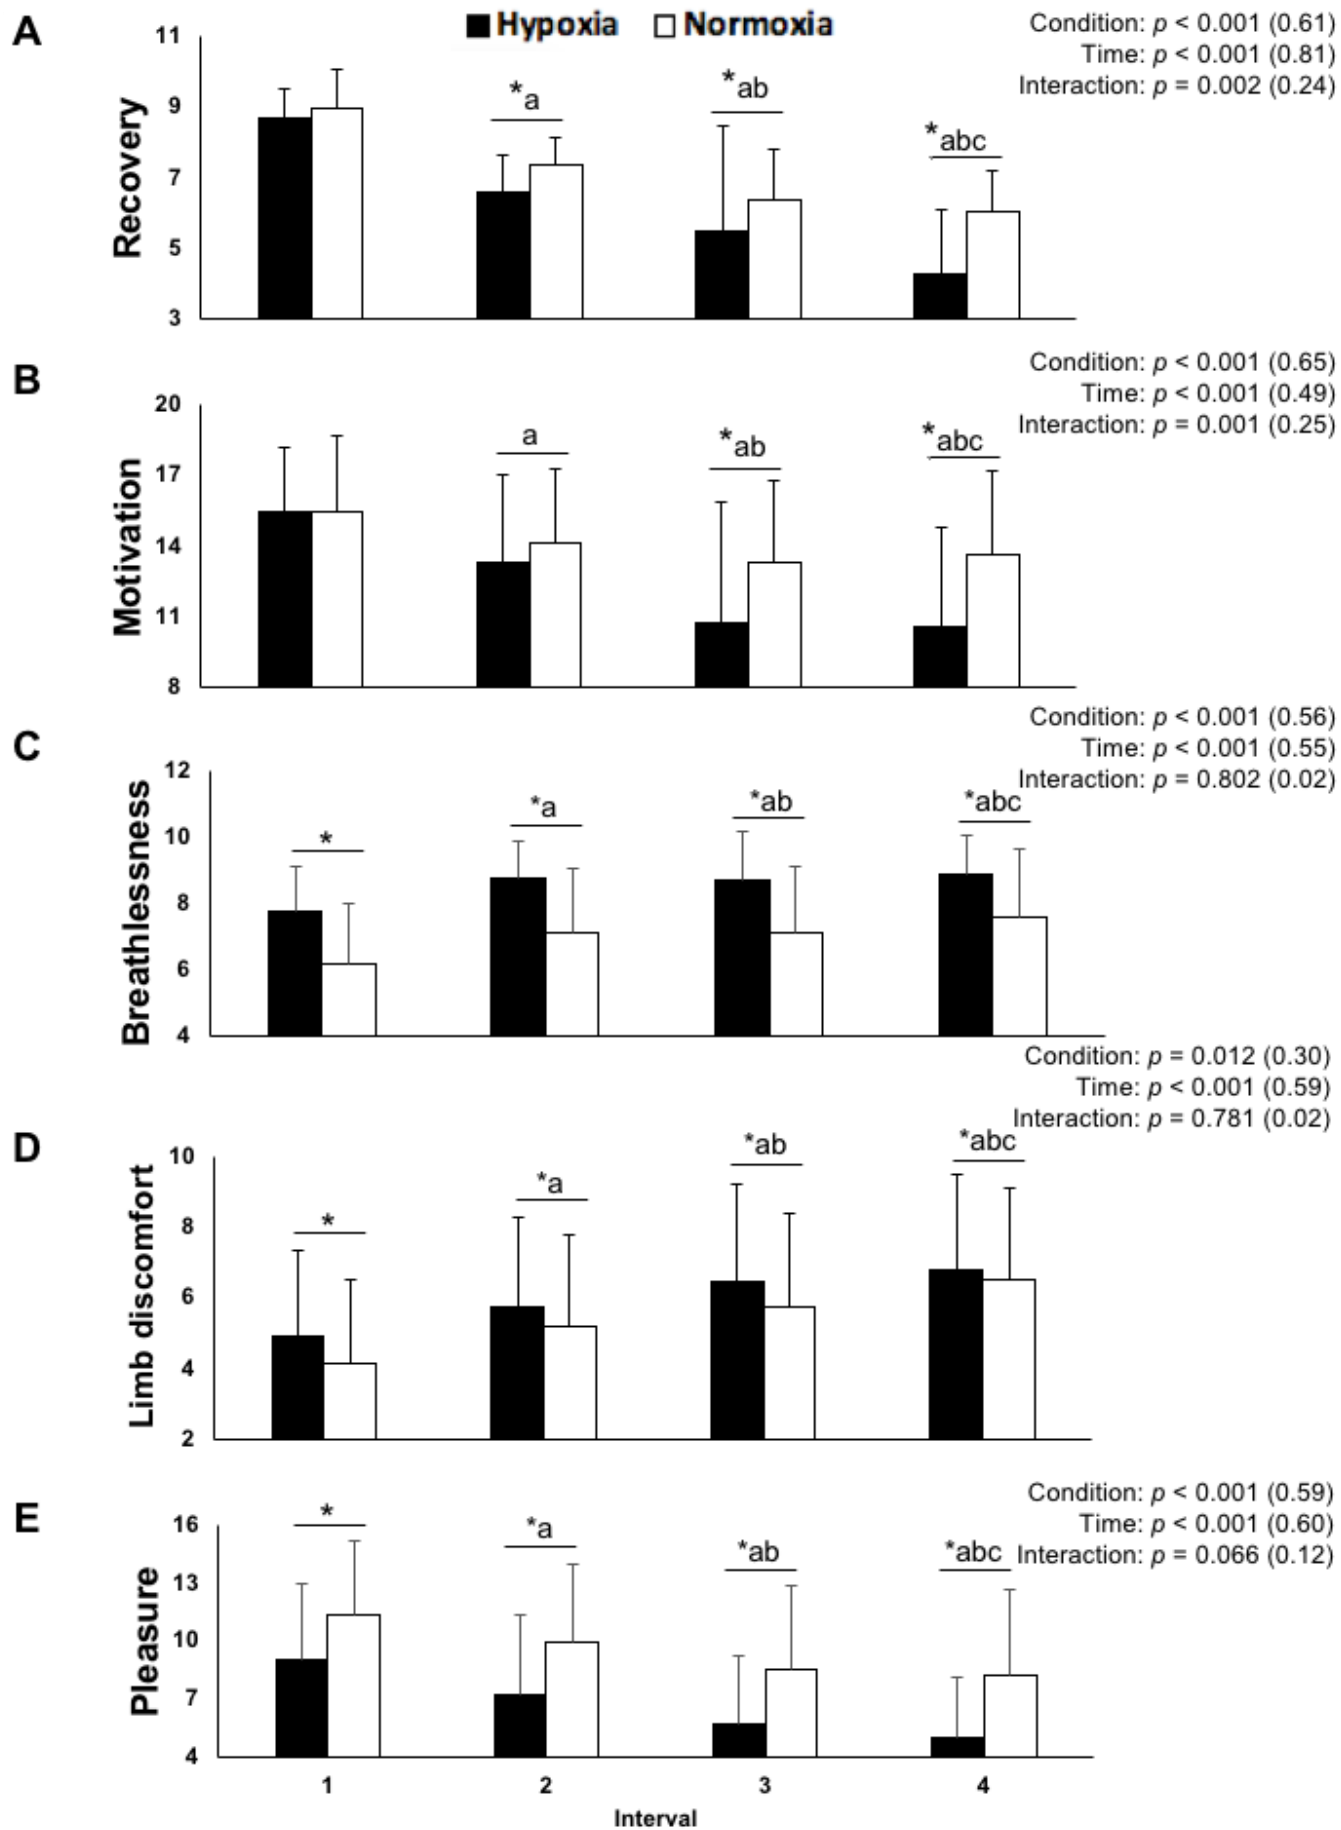 A
Hypoxia Normoxia
Condition: p < 0.001 (0.61)
Time: p < 0.001 (0.81)
Interaction: p = 0.002 (0.24)
Recovery
11
9
7
5
3
*a
*ab
*abc
B
Condition: p < 0.001 (0.65)
Time: p < 0.001 (0.49)
Interaction: p = 0.001 (0.25)
Motivation
20
17
14
11
8
a
*ab
*abc
C
Condition: p < 0.001 (0.56)
Time: p < 0.001 (0.55)
Interaction: p = 0.802 (0.02)
Breathlessness
12
10
8
6
4
*
*a
*ab
*abc
D
Condition: p = 0.012 (0.30)
Time: p < 0.001 (0.59)
Interaction: p = 0.781 (0.02)
Limb discomfort
10
8
6
4
2
*
*a
*ab
*abc
E
Condition: p < 0.001 (0.59)
Time: p < 0.001 (0.60)
Interaction: p = 0.066 (0.12)
Pleasure
16
13
10
7
4
*
*a
*ab
*abc
1 2 3 4
Interval